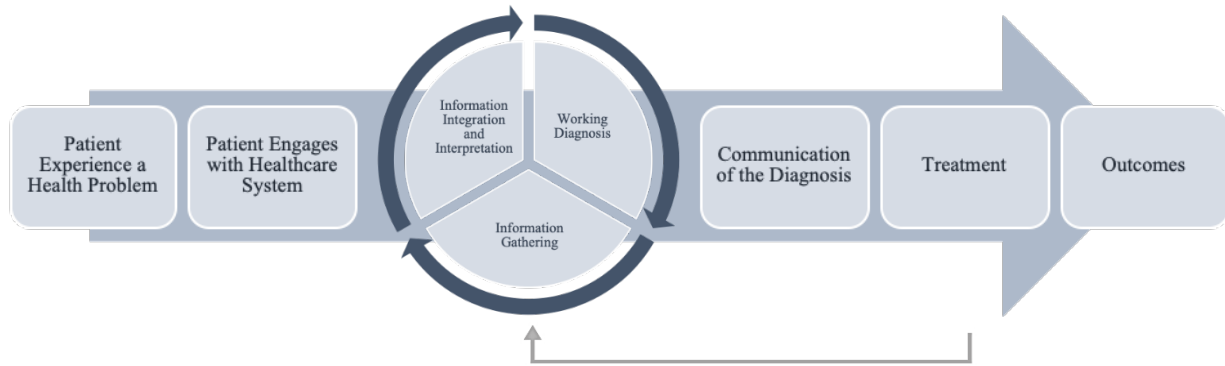 Patient
Experience a
Health Problem
Patient Engages
with Healthcare
System
Information
Integration
and
Interpretation
Working
Diagnosis
Information
Gathering
Communication
of the Diagnosis
Treatment
Outcomes